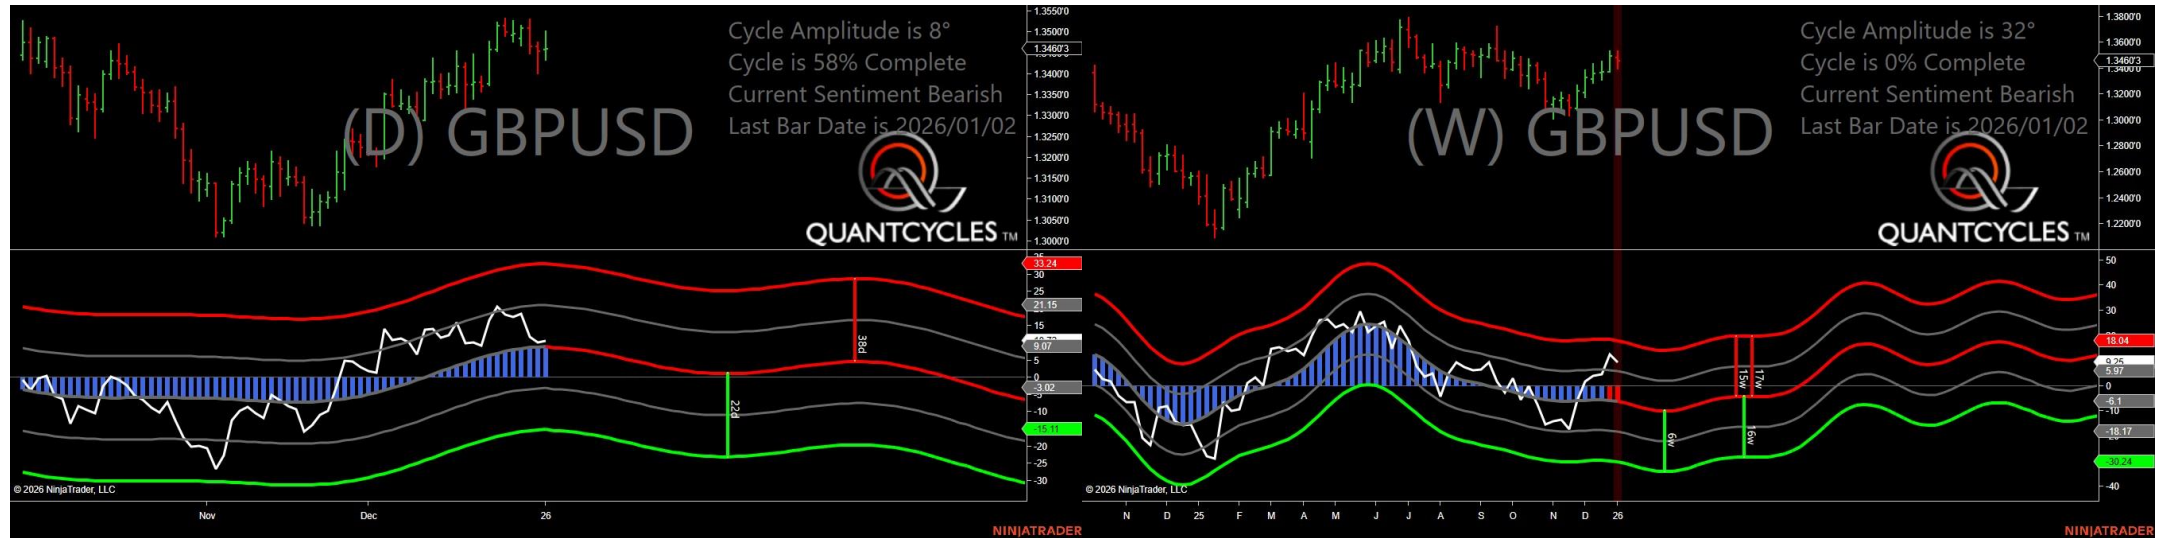 Cycle Amplitude is 8°
Cycle is 58% Complete
Current Sentiment Bearish
Last Bar Date is 2026/01/02
(D) GBPUSD
QUANTCYCLES TM
1.3550'0
1.3500'0
1.3460'3
1.3400'0
1.3350'0
1.3300'0
1.3250'0
1.3200'0
1.3150'0
1.3100'0
1.3050'0
1.3000'0
33.24
30
25
21.15
15
9.07
5
0
-3.02
-10
-15.11
-20
-25
-30
38d
22d
© 2026 NinjaTrader, LLC
Nov
Dec
26
NINJATRADER
Cycle Amplitude is 32°
Cycle is 0% Complete
Current Sentiment Bearish
Last Bar Date is 2026/01/02
(W) GBPUSD
QUANTCYCLES TM
1.3800'0
1.3600'0
1.3460'3
1.3400'0
1.3200'0
1.3000'0
1.2800'0
1.2600'0
1.2400'0
1.2200'0
50
40
30
18.04
9.25
5.97
0
-6.1
-10
-18.17
-30.24
-40
15w
17w
6w
16w
© 2026 NinjaTrader, LLC
N D 25 F M A M J J A S O N D 26
NINJATRADER